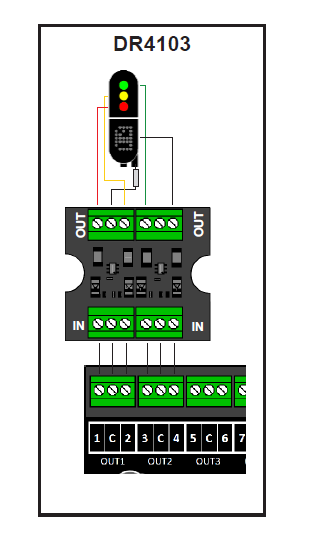 DR4103
OUT OUT
IN IN
1 C 2 3 C 4 5 C 6 7
OUT1 OUT2 OUT3